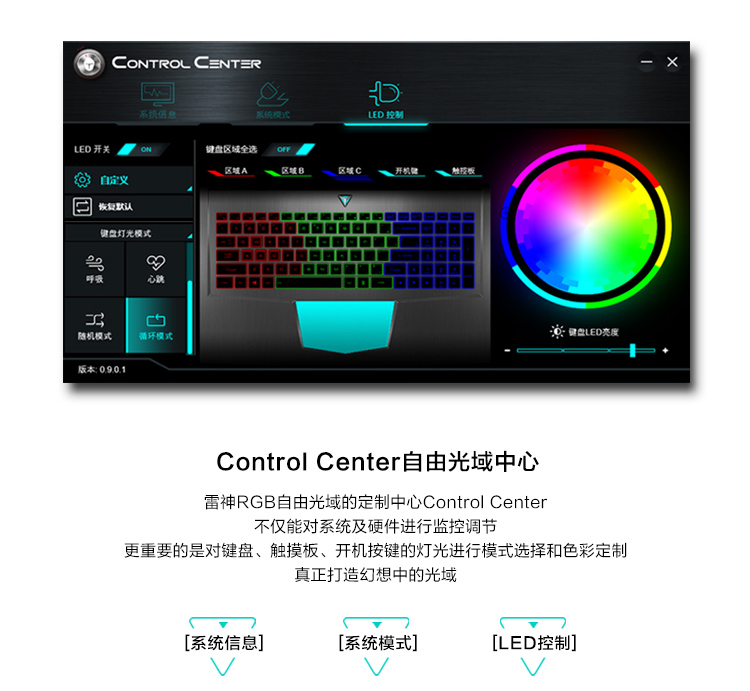 CONTROL CENTER
系统信息
系统模式
LED 控制
LED 开关
ON
键盘区域全选
OFF
自定义
恢复默认
键盘灯光模式
呼吸
心跳
随机模式
循环模式
版本: 0.9.0.1
区域 A
区域 B
区域 C
开机键
触控板
键盘LED亮度
- +
Control Center自由光域中心
雷神RGB自由光域的定制中心Control Center
不仅能对系统及硬件进行监控调节
更重要的是对键盘、触摸板、开机按键的灯光进行模式选择和色彩定制
真正打造幻想中的光域
[系统信息]
[系统模式]
[LED控制]